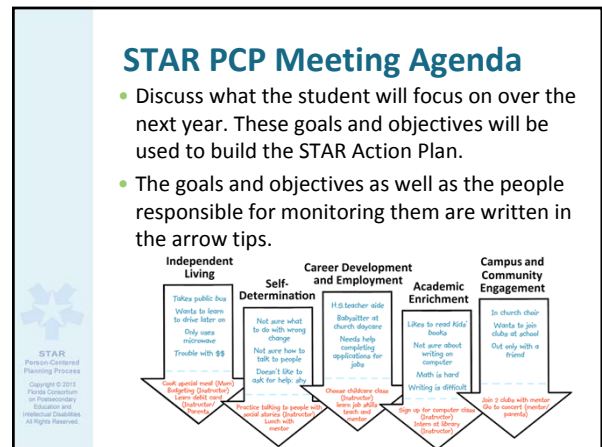 STAR PCP Meeting Agenda
• Discuss what the student will focus on over the
next year. These goals and objectives will be
used to build the STAR Action Plan.
• The goals and objectives as well as the people
responsible for monitoring them are written in
the arrow tips.
Independent
Living
Takes public bus
Wants to learn
to drive later on
Only uses
microwave
Trouble with $$
Cook special meal (Mom)
Budgeting (Instructor)
Learn debit card
(Instructor/
Parents)
Self-
Determination
Not sure what
to do with wrong
change
Not sure how to
talk to people
Doesn't like to
ask for help: shy
Practice talking to people with
social stories (Instructor)
Lunch with
mentor
Career Development
and Employment
H.S. teacher aide
Babysitter at
church daycare
Needs help
completing
applications for
jobs
Choose childcare class
(Instructor)
learn job skills
teach and
mentor
Academic
Enrichment
Likes to read Kids'
books
Not sure about
writing on
computer
Math is hard
Writing is difficult
Sign up for computer class
(Instructor)
Intern at library
(Instructor)
Campus and
Community
Engagement
In church choir
Wants to join
clubs at school
Out only with a
friend
Join 2 clubs with mentor
Go to concert (mentor/
parents)
STAR
Person-Centered
Planning Process
Copyright © 2013
Florida Consortium
on Postsecondary
Education and
Intellectual Disabilities.
All Rights Reserved.